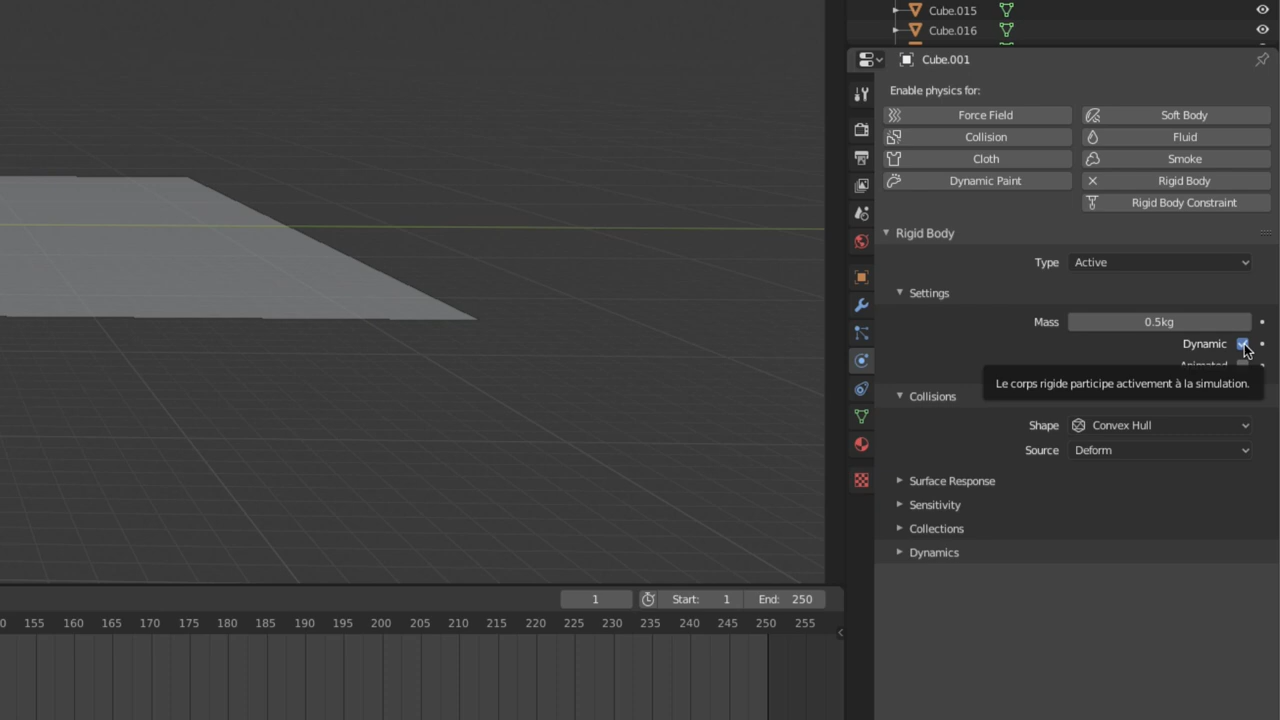 Cube.015
Cube.016
Cube.001
Enable physics for:
Force Field
Soft Body
Collision
Fluid
Cloth
Smoke
Dynamic Paint
Rigid Body
Rigid Body Constraint
Rigid Body
Type Active
Settings
Mass 0.5kg
Dynamic
Animated
Le corps rigide participe activement à la simulation.
Collisions
Shape Convex Hull
Source Deform
Surface Response
Sensitivity
Collections
Dynamics
1 Start: 1 End: 250
155 160 165 170 175 180 185 190 195 200 205 210 215 220 225 230 235 240 245 250 255